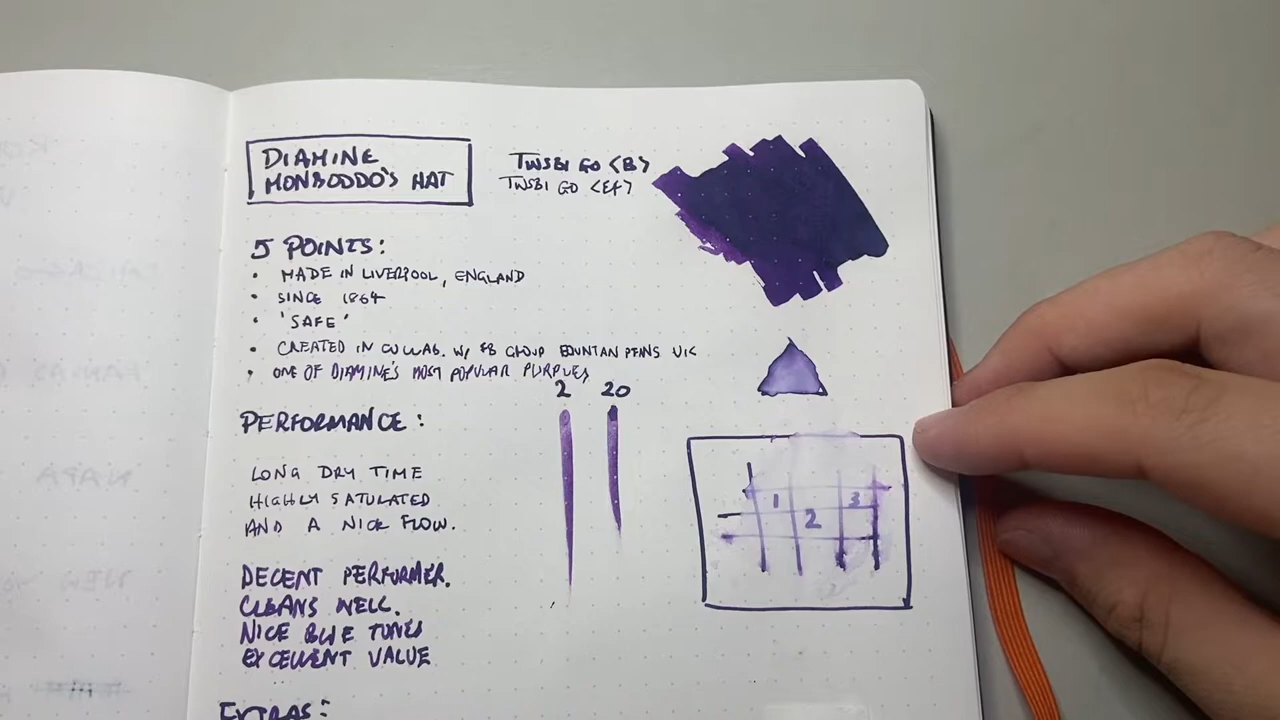 DIAMINE
MONBODDO'S HAT
TWSBI GO <B>
TWSBI GO <EF>
5 POINTS:
• MADE IN LIVERPOOL, ENGLAND
• SINCE 1864
• 'SAFE'
• CREATED IN COLLAB. W/ FB GROUP FOUNTAIN PENS UK
• ONE OF DIAMINE'S MOST POPULAR PURPLES
2 20
PERFORMANCE:
LONG DRY TIME
HIGHLY SATURATED
AND A NICE FLOW.
1
2
3
DECENT PERFORMER.
CLEANS WELL.
NICE BLUE TONES
EXCELLENT VALUE
EXTRAS: